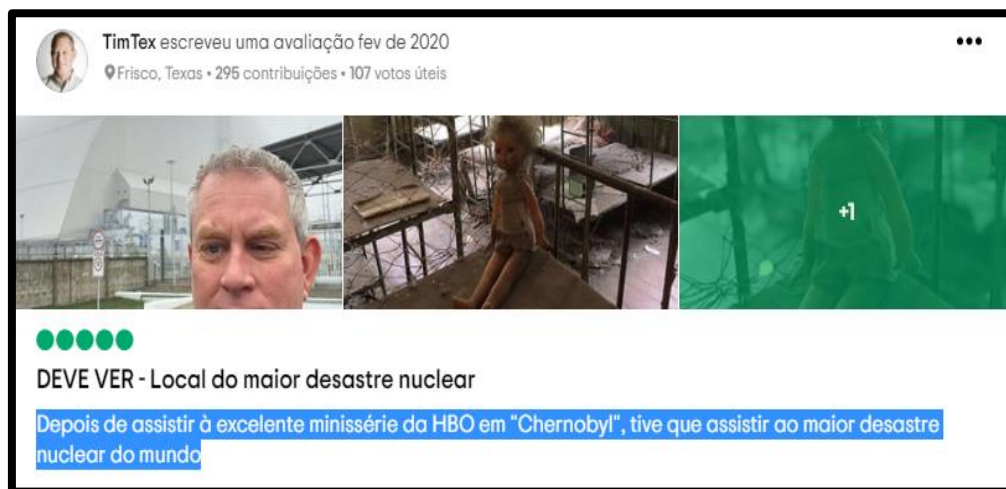 TimTex escreveu uma avaliação fev de 2020
Frisco, Texas • 295 contribuições • 107 votos úteis
+1
DEVE VER - Local do maior desastre nuclear
Depois de assistir à excelente minissérie da HBO em "Chernobyl", tive que assistir ao maior desastre
nuclear do mundo